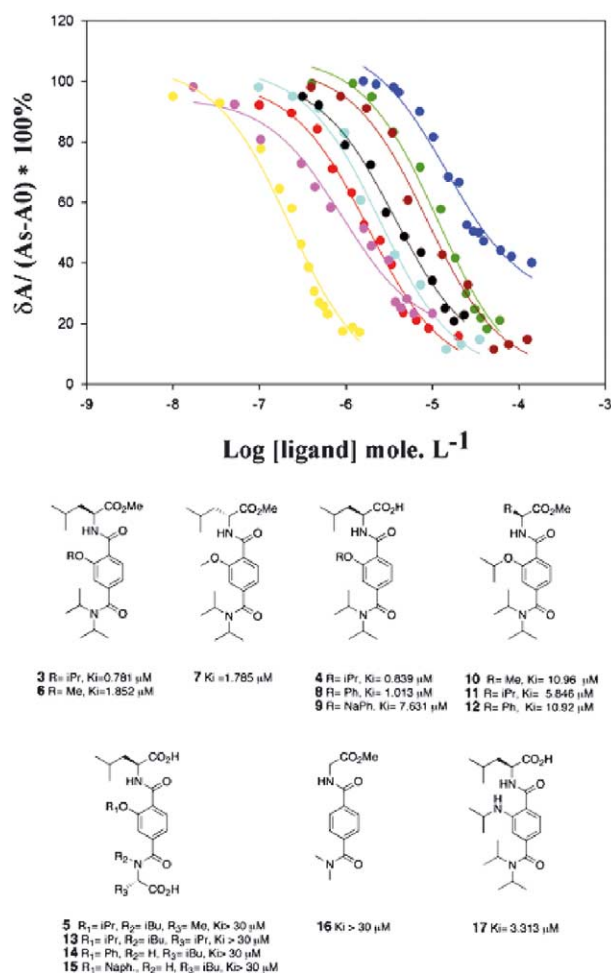 δA/ (As-A0) * 100%
120
100
80
60
40
20
0
-9 -8 -7 -6 -5 -4 -3
Log [ligand] mole. L-1
CO2Me
HN O
RO
N O
3 R= iPr, Ki=0.781 µM
6 R= Me, Ki=1.852 µM
CO2Me
HN O
O
N O
7 Ki =1.785 µM
CO2H
HN O
RO
N O
4 R= iPr, Ki= 0.839 µM
8 R= Ph, Ki= 1.013 µM
9 R= NaPh, Ki= 7.631 µM
R CO2Me
HN O
O
N O
10 R= Me, Ki= 10.96 µM
11 R= iPr, Ki= 5.846 µM
12 R= Ph, Ki= 10.92 µM
CO2H
HN O
R1O
R2 N O
R3 CO2H
5 R1= iPr, R2= iBu, R3= Me, Ki> 30 µM
13 R1= iPr, R2= iBu, R3= iPr, Ki > 30 µM
14 R1= Ph, R2= H, R3= iBu, Ki> 30 µM
15 R1= Naph., R2= H, R3= iBu, Ki> 30 µM
CO2Me
HN O
N O
16 Ki > 30 µM
CO2H
HN O
H
N
N O
17 Ki= 3.313 µM